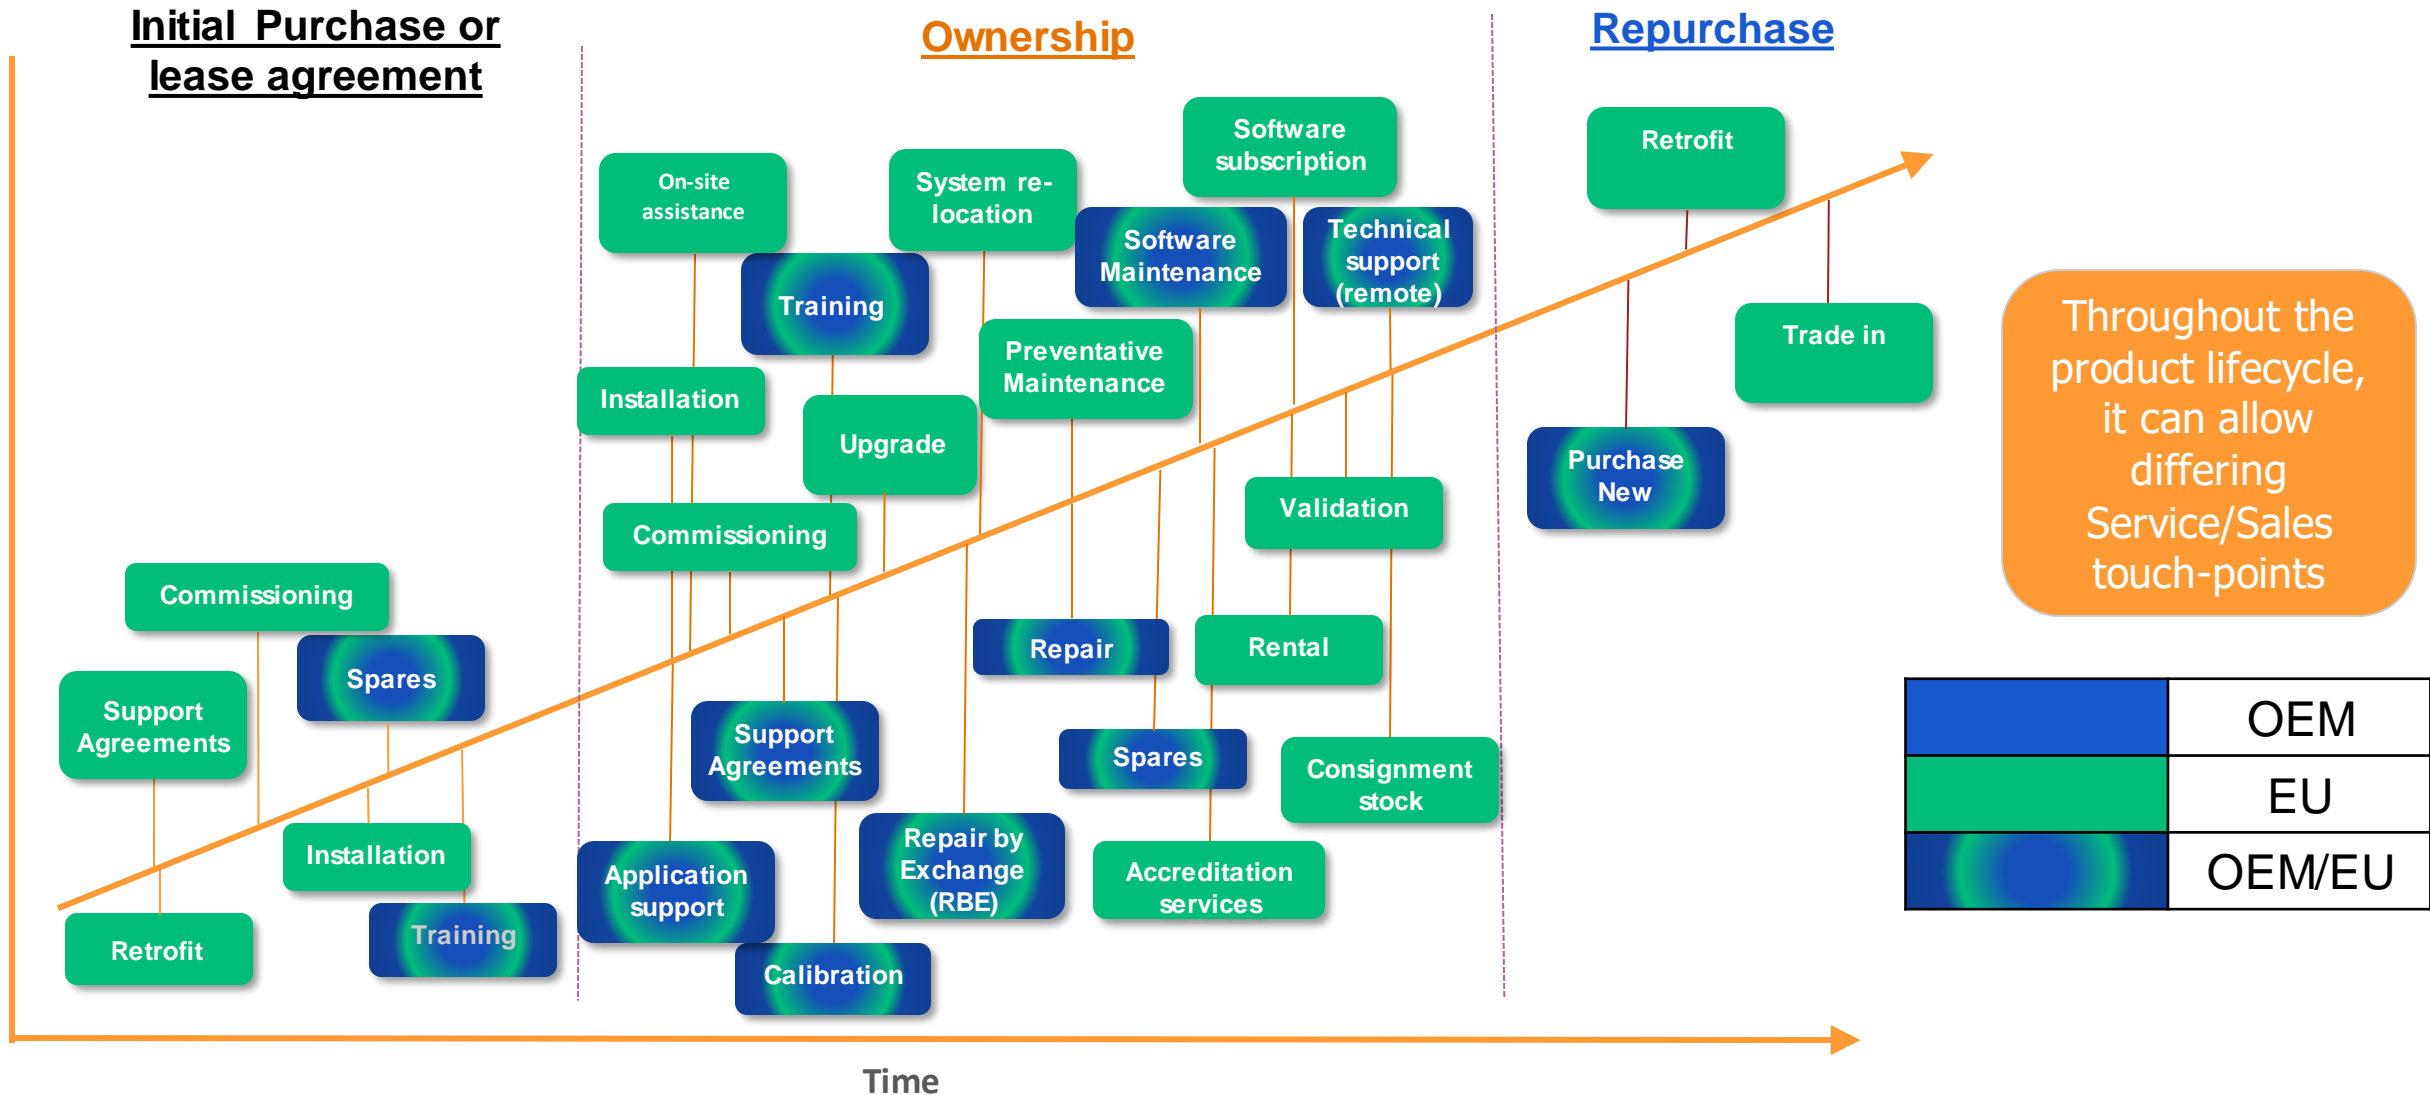 Initial Purchase or
lease agreement
Ownership
Repurchase
Software
subscription
Retrofit
On-site
assistance
System re-
location
Technical
support
(remote)
Software
Maintenance
Training
Throughout the
product lifecycle,
it can allow
differing
Service/Sales
touch-points
Trade in
Preventative
Maintenance
Installation
Upgrade
Purchase
New
Validation
Commissioning
Commissioning
Repair
Rental
Spares
Support
Agreements
Support
Agreements
Spares
Consignment
stock
OEM
EU
OEM/EU
Installation
Application
support
Repair by
Exchange
(RBE)
Accreditation
services
Retrofit
Training
Calibration
Time